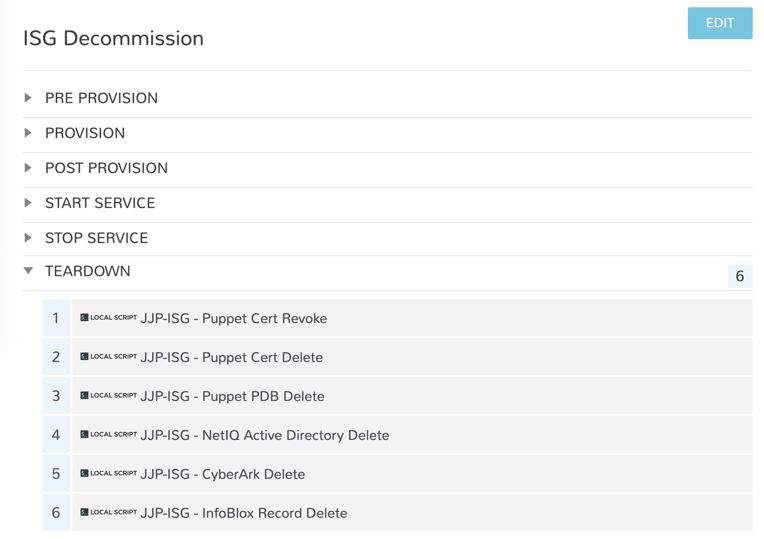 ISG Decommission
EDIT
PRE PROVISION
PROVISION
POST PROVISION
START SERVICE
STOP SERVICE
TEARDOWN
6
1 LOCAL SCRIPT JJP-ISG - Puppet Cert Revoke
2 LOCAL SCRIPT JJP-ISG - Puppet Cert Delete
3 LOCAL SCRIPT JJP-ISG - Puppet PDB Delete
4 LOCAL SCRIPT JJP-ISG - NetIQ Active Directory Delete
5 LOCAL SCRIPT JJP-ISG - CyberArk Delete
6 LOCAL SCRIPT JJP-ISG - InfoBlox Record Delete